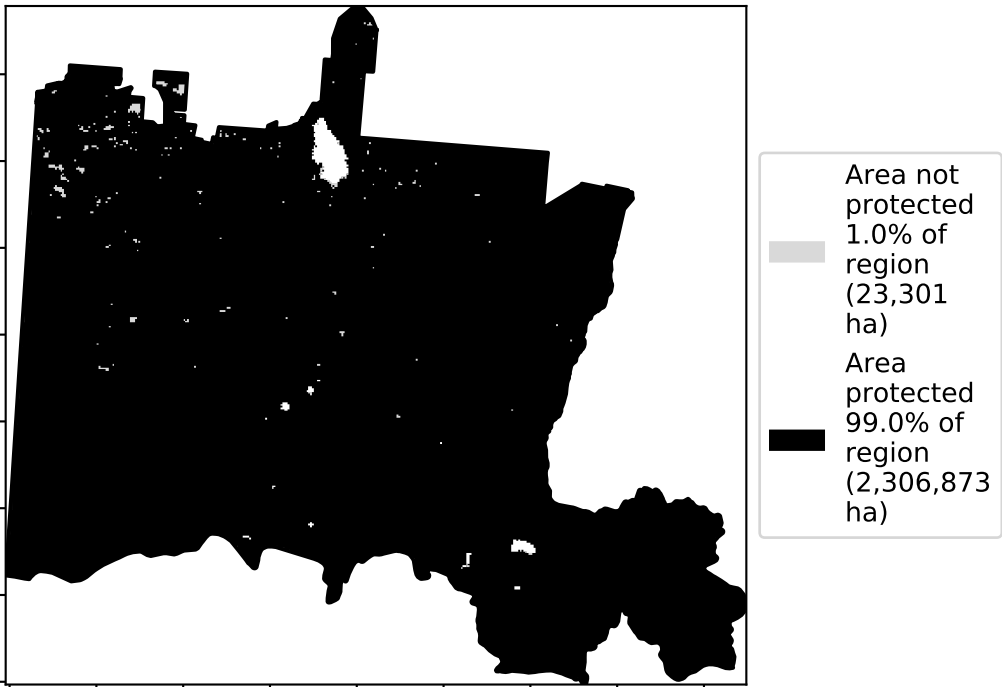 Area not
protected
1.0% of
region
(23,301
ha)
Area
protected
99.0% of
region
(2,306,873
ha)